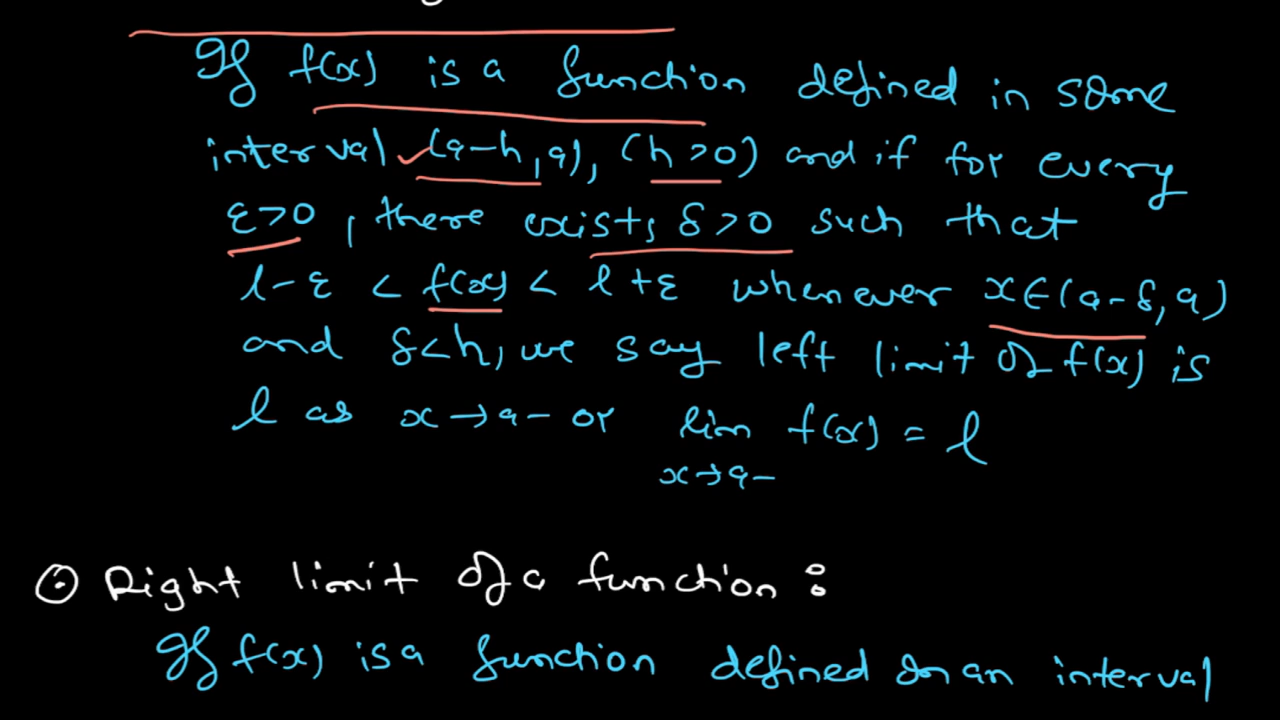 If f(x) is a function defined in some
interval (a-h, a), (h>0) and if for every
ε>0, there exists δ>0 such that
l-ε < f(x) < l+ε whenever x∈(a-δ, a)
and δ<h, we say left limit of f(x) is
l as x→a- or lim f(x) = l
x→a-
⊙ Right limit of a function :
If f(x) is a function defined on an interval